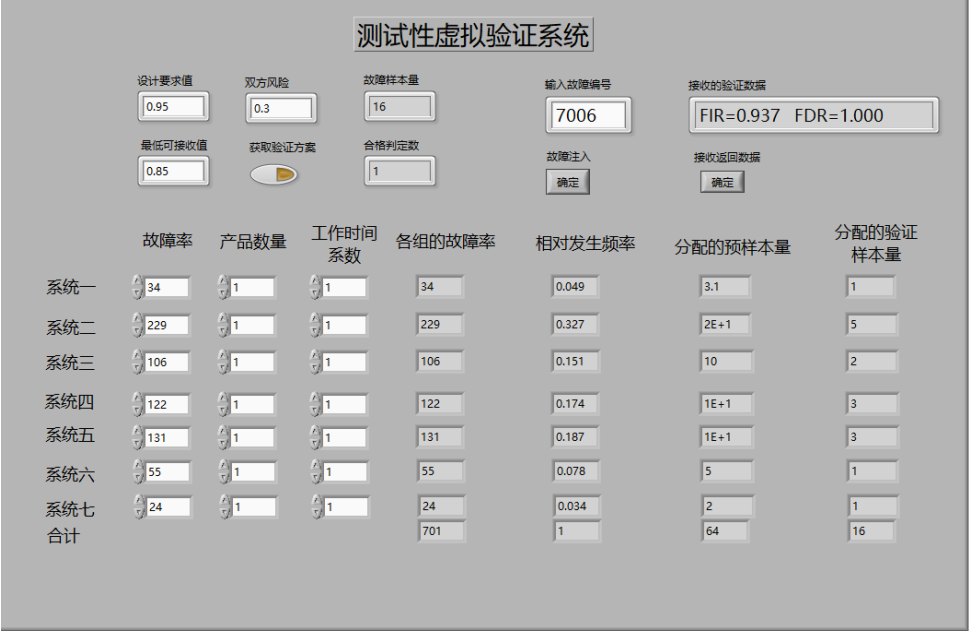 测试性虚拟验证系统
设计要求值 双方风险 故障样本量 输入故障编号 接收的验证数据
0.95 0.3 16 7006 FIR=0.937 FDR=1.000
最低可接收值 获取验证方案 合格判定数 故障注入 接收返回数据
0.85 1 确定 确定
故障率 产品数量 工作时间系数 各组的故障率 相对发生频率 分配的预样本量 分配的验证样本量
系统一 34 1 1 34 0.049 3.1 1
系统二 229 1 1 229 0.327 2E+1 5
系统三 106 1 1 106 0.151 10 2
系统四 122 1 1 122 0.174 1E+1 3
系统五 131 1 1 131 0.187 1E+1 3
系统六 55 1 1 55 0.078 5 1
系统七 24 1 1 24 0.034 2 1
合计 701 1 64 16